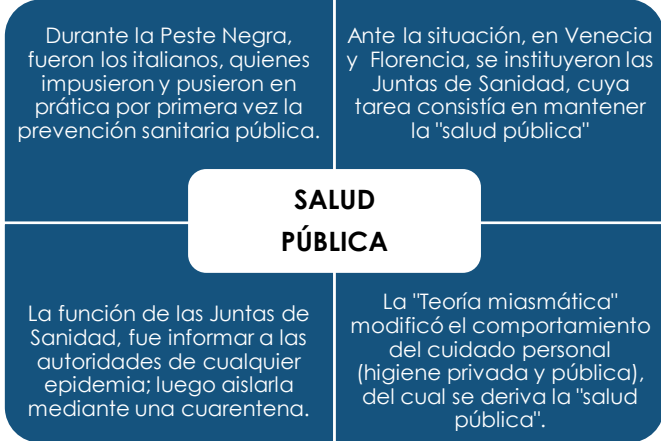 Durante la Peste Negra,
fueron los italianos, quienes
impusieron y pusieron en
prática por primera vez la
prevención sanitaria pública.
Ante la situación, en Venecia
y Florencia, se instituyeron las
Juntas de Sanidad, cuya
tarea consistía en mantener
la "salud pública"
SALUD
PÚBLICA
La función de las Juntas de
Sanidad, fue informar a las
autoridades de cualquier
epidemia; luego aislarla
mediante una cuarentena.
La "Teoría miasmática"
modificó el comportamiento
del cuidado personal
(higiene privada y pública),
del cual se deriva la "salud
pública".